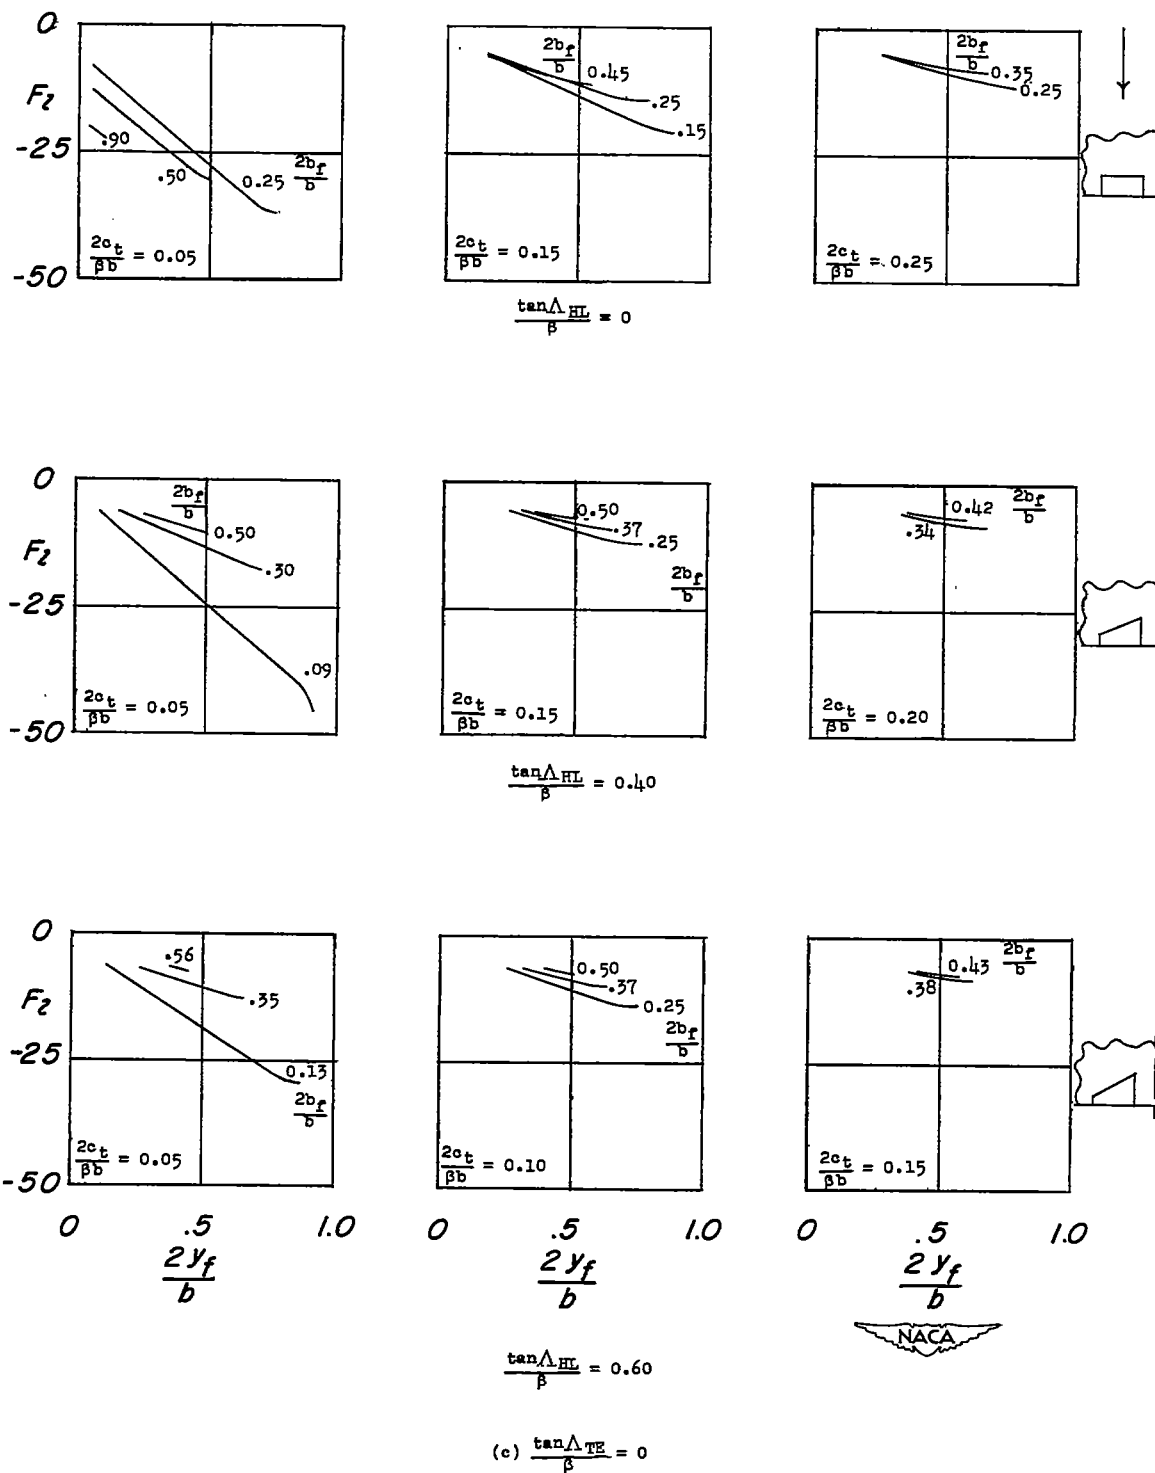 0
F_l
-25
-50
.90
.50
0.25
2b_f/b
2c_t/βb = 0.05
2b_f/b
0.45
.25
.15
2c_t/βb = 0.15
2b_f/b
0.35
0.25
2c_t/βb = 0.25
tanΛ_HL/β = 0
0
F_l
-25
-50
2b_f/b
0.50
.30
.09
2c_t/βb = 0.05
0.50
.37
.25
2b_f/b
2c_t/βb = 0.15
0.42
2b_f/b
.34
2c_t/βb = 0.20
tanΛ_HL/β = 0.40
0
F_l
-25
-50
.56
.35
0.13
2b_f/b
2c_t/βb = 0.05
0.50
.37
0.25
2b_f/b
2c_t/βb = 0.10
0.43
2b_f/b
.38
2c_t/βb = 0.15
0 .5 1.0
2y_f/b
0 .5 1.0
2y_f/b
0 .5 1.0
2y_f/b
NACA
tanΛ_HL/β = 0.60
(c) tanΛ_TE/β = 0